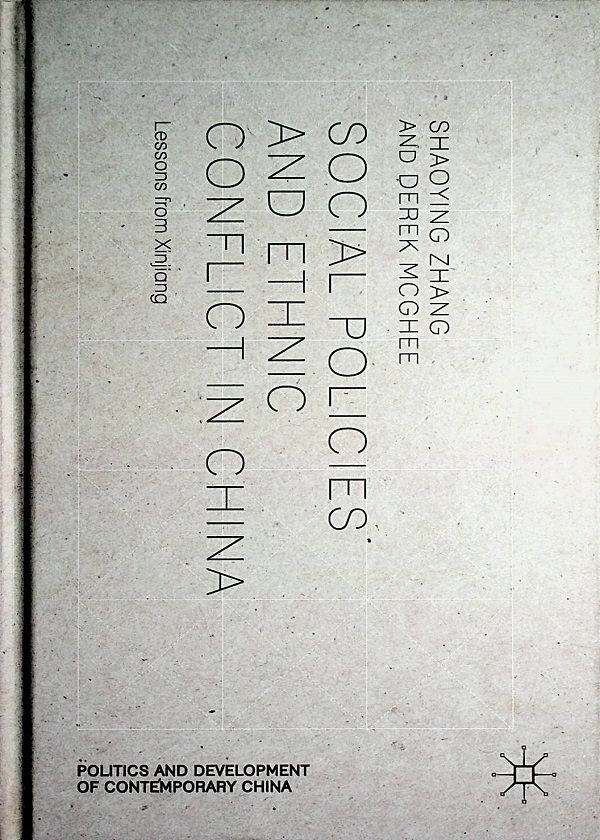 SHAOYING ZHANG
AND DEREK MCGHEE
SOCIAL POLICIES
AND ETHNIC
CONFLICT IN CHINA
Lessons from Xinjiang
POLITICS AND DEVELOPMENT
OF CONTEMPORARY CHINA